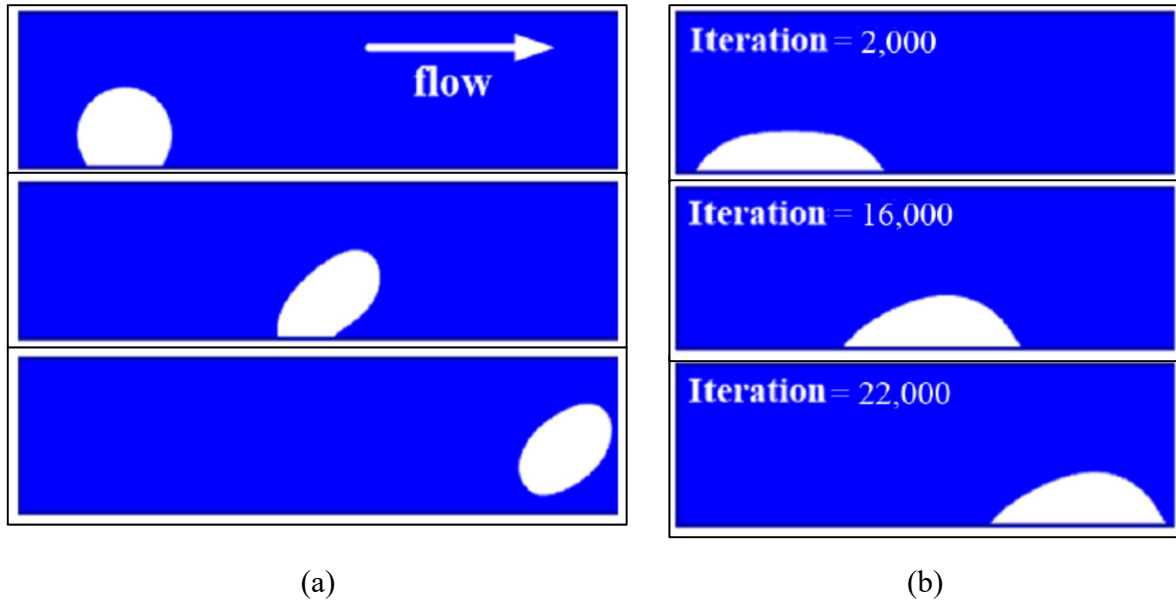 flow
Iteration = 2,000
Iteration = 16,000
Iteration = 22,000
(a)
(b)